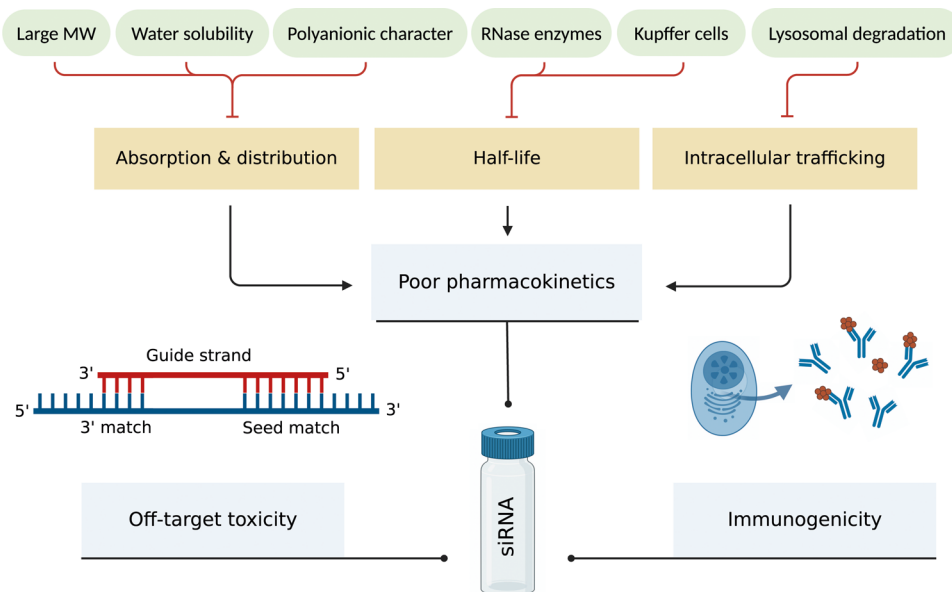 Large MW
Water solubility
Polyanionic character
RNase enzymes
Kupffer cells
Lysosomal degradation
Absorption & distribution
Half-life
Intracellular trafficking
Poor pharmacokinetics
Guide strand
3'
5'
5'
3'
3' match
Seed match
siRNA
Off-target toxicity
Immunogenicity